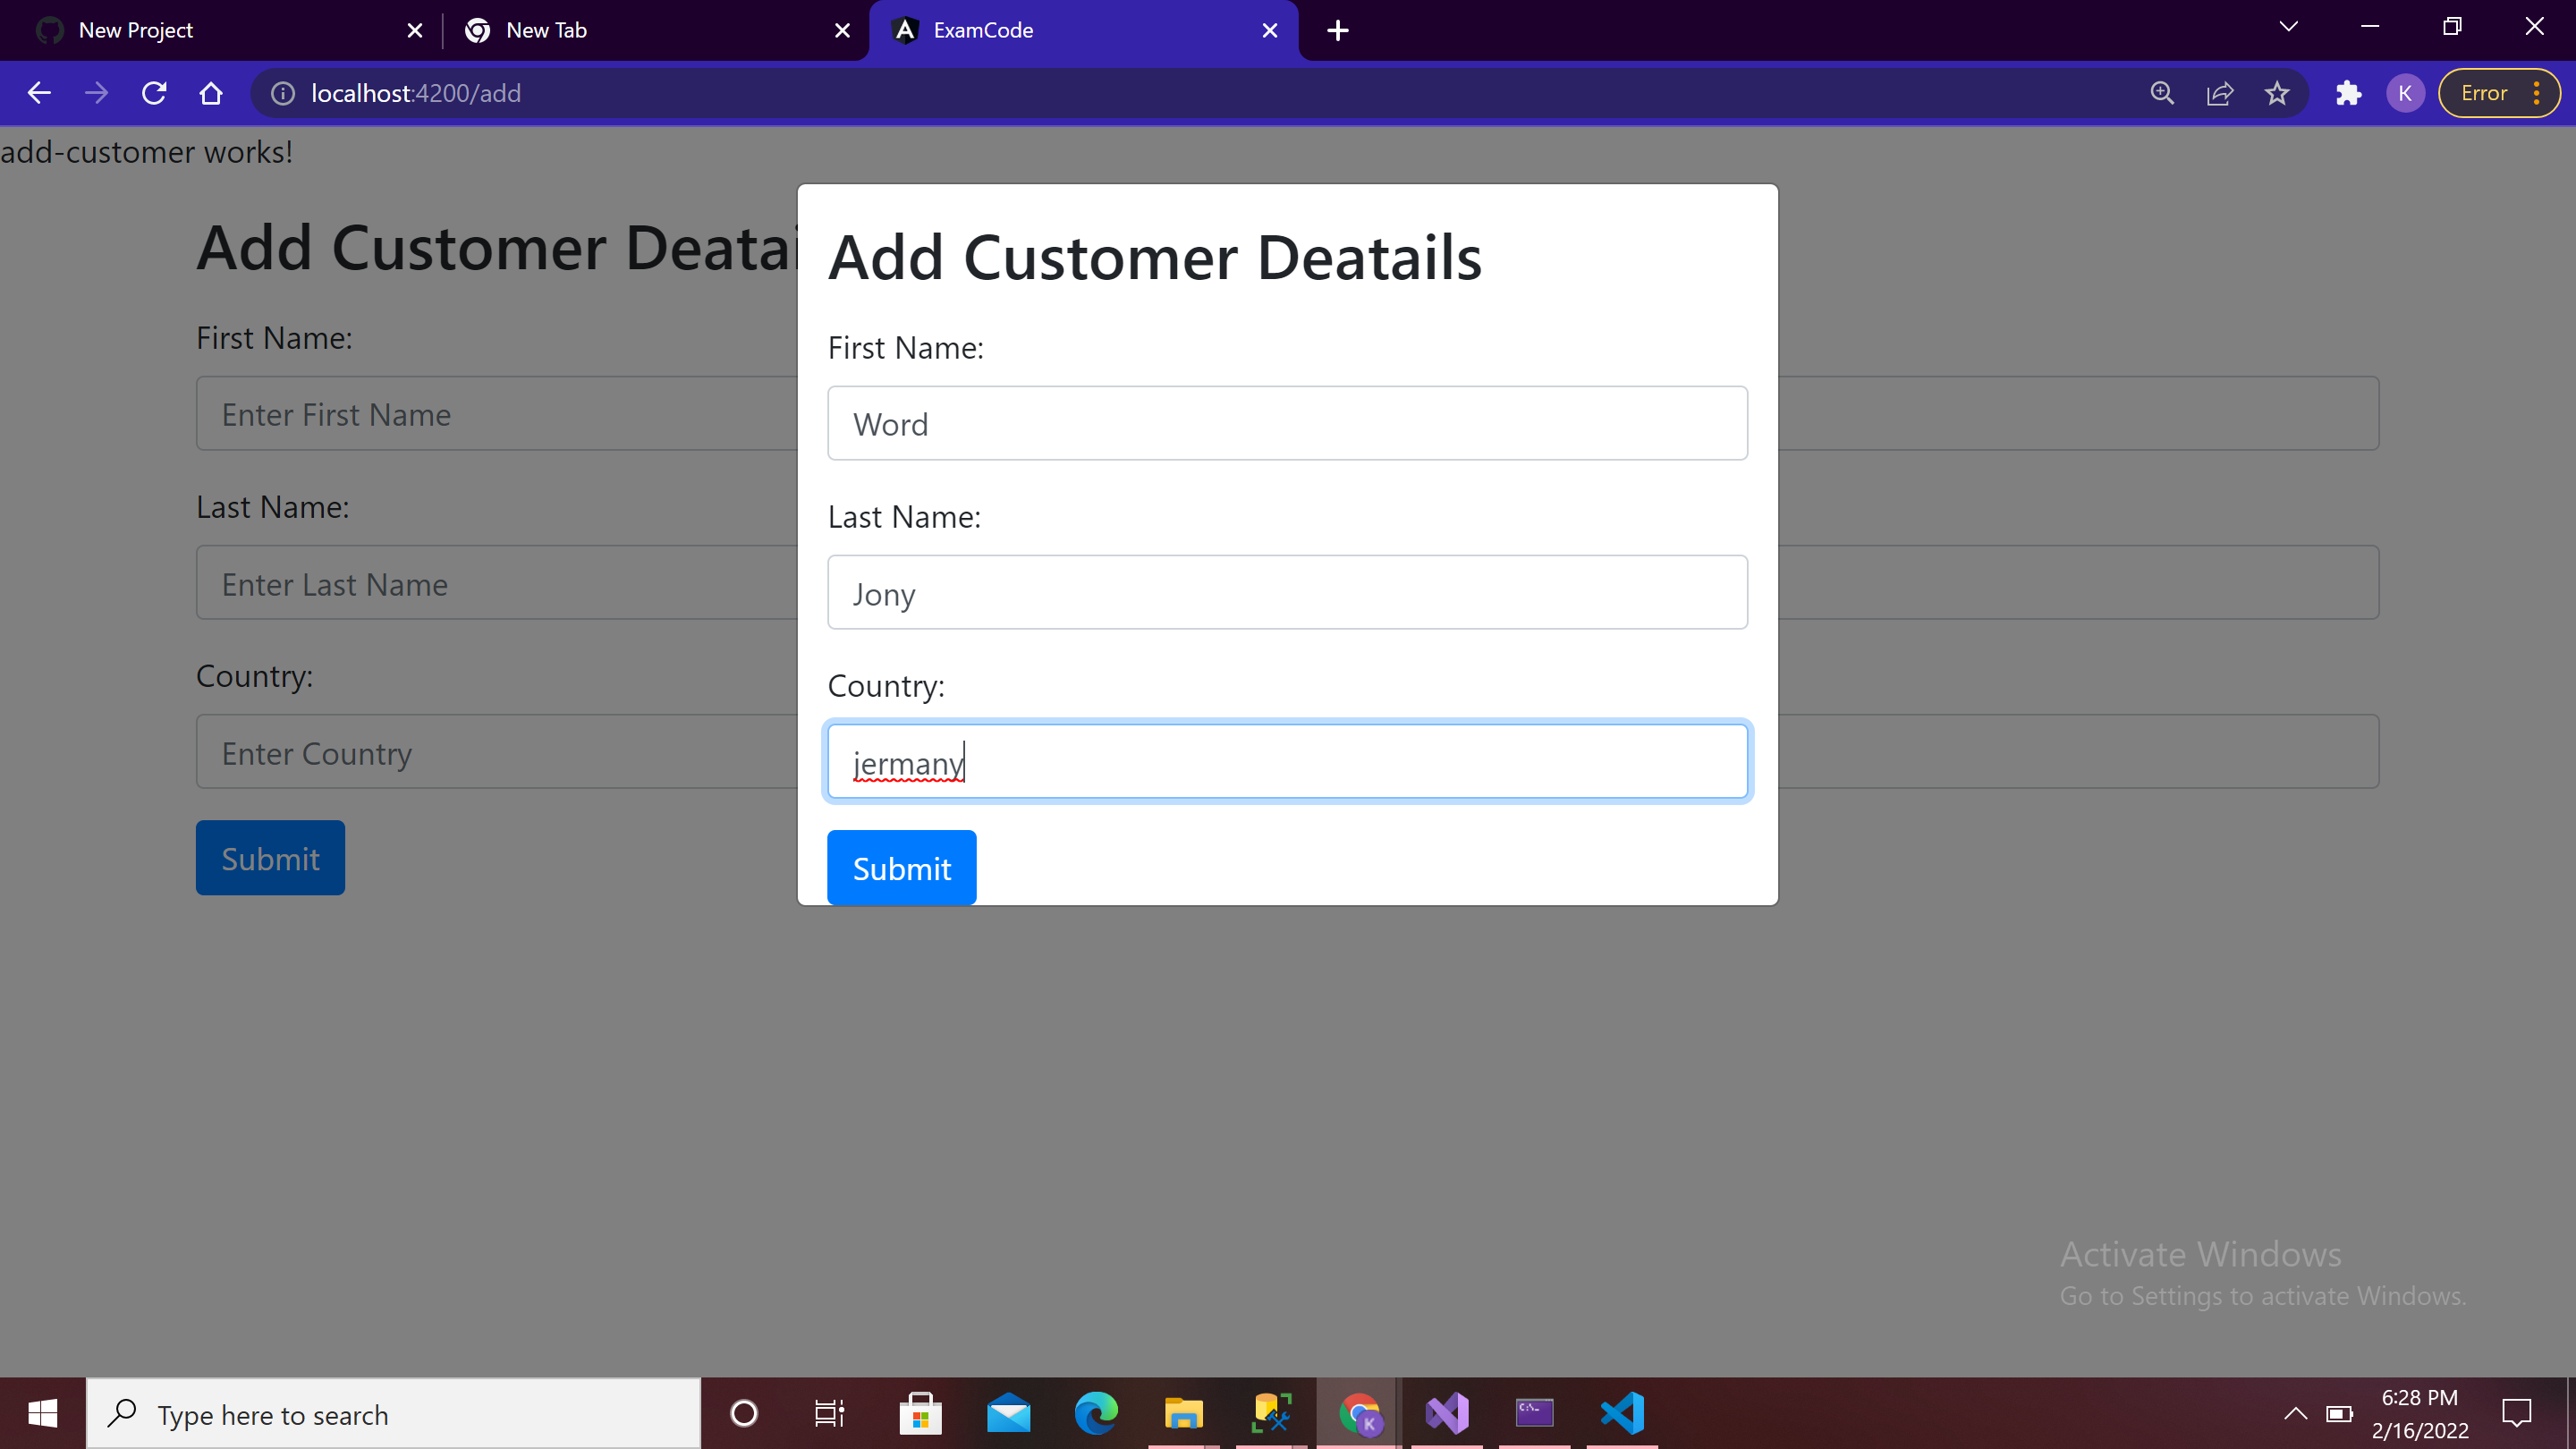 New Project
New Tab
ExamCode
localhost:4200/add
K
Error
add-customer works!
Add Customer Deatai
First Name:
Enter First Name
Last Name:
Enter Last Name
Country:
Enter Country
Submit
Add Customer Deatails
First Name:
Word
Last Name:
Jony
Country:
jermany
Submit
Activate Windows
Go to Settings to activate Windows.
Type here to search
K
C:\_
6:28 PM
2/16/2022